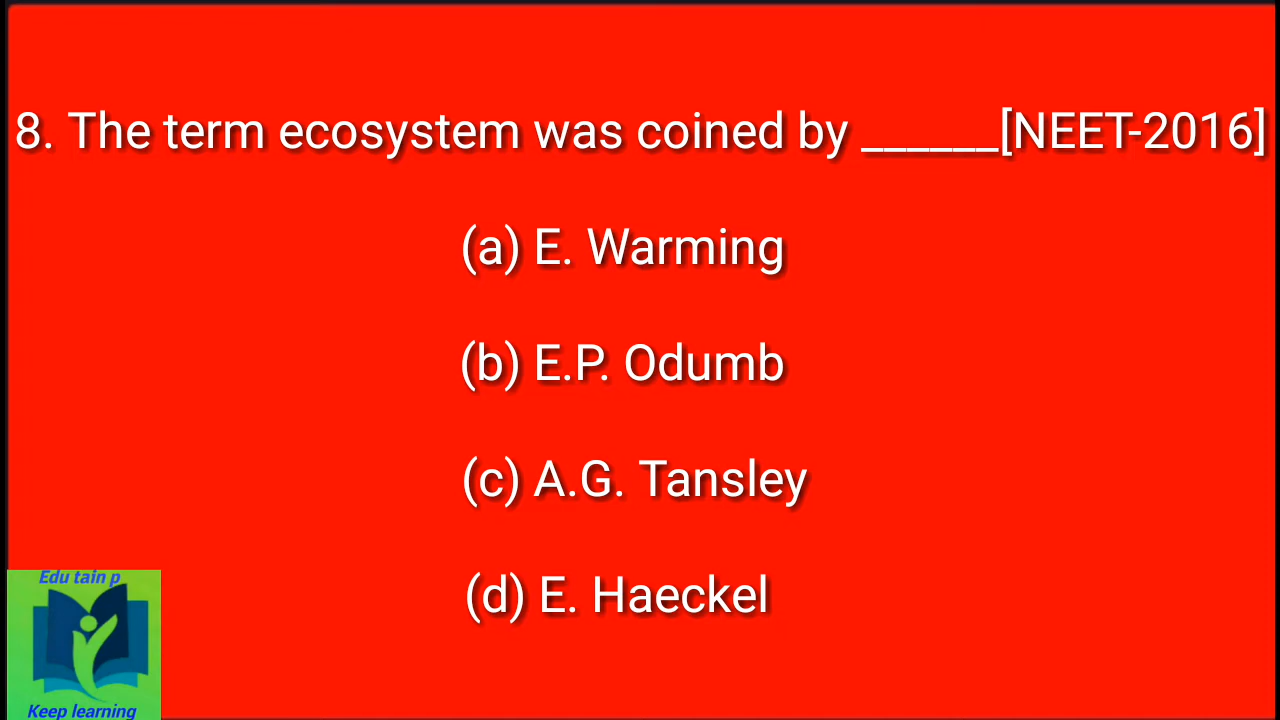 8. The term ecosystem was coined by ______[NEET-2016]
(a) E. Warming
(b) E.P. Odumb
(c) A.G. Tansley
(d) E. Haeckel
Edu tain p
Keep learning